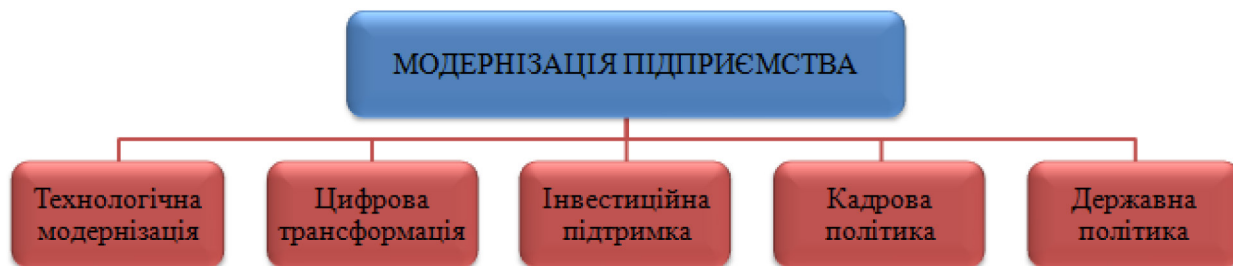 МОДЕРНІЗАЦІЯ ПІДПРИЄМСТВА
Технологічна
модернізація
Цифрова
трансформація
Інвестиційна
підтримка
Кадрова
політика
Державна
політика